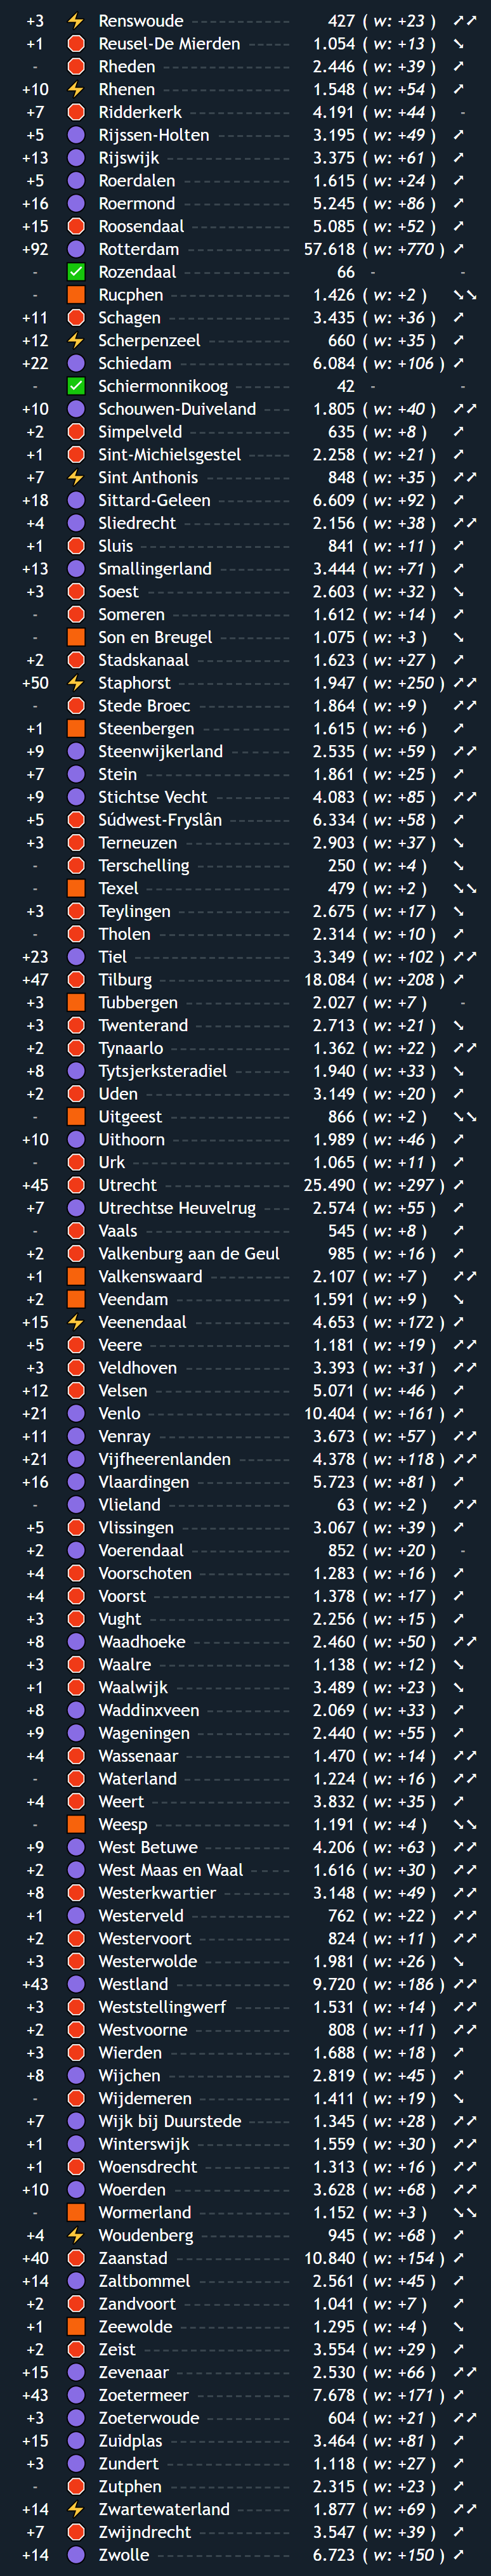 +3 Renswoude 427 ( w: +23 ) ➚➚
+1 Reusel-De Mierden 1.054 ( w: +13 ) ➘
- Rheden 2.446 ( w: +39 ) ➚
+10 Rhenen 1.548 ( w: +54 ) ➚
+7 Ridderkerk 4.191 ( w: +44 ) -
+5 Rijssen-Holten 3.195 ( w: +49 ) ➚
+13 Rijswijk 3.375 ( w: +61 ) ➚
+5 Roerdalen 1.615 ( w: +24 ) ➚
+16 Roermond 5.245 ( w: +86 ) ➚
+15 Roosendaal 5.085 ( w: +52 ) ➚
+92 Rotterdam 57.618 ( w: +770 ) ➚
- Rozendaal 66 - -
- Rucphen 1.426 ( w: +2 ) ➘➘
+11 Schagen 3.435 ( w: +36 ) ➚
+12 Scherpenzeel 660 ( w: +35 ) ➚
+22 Schiedam 6.084 ( w: +106 ) ➚
- Schiermonnikoog 42 - -
+10 Schouwen-Duiveland 1.805 ( w: +40 ) ➚➚
+2 Simpelveld 635 ( w: +8 ) ➚
+1 Sint-Michielsgestel 2.258 ( w: +21 ) ➚
+7 Sint Anthonis 848 ( w: +35 ) ➚➚
+18 Sittard-Geleen 6.609 ( w: +92 ) ➚
+4 Sliedrecht 2.156 ( w: +38 ) ➚➚
+1 Sluis 841 ( w: +11 ) ➚
+13 Smallingerland 3.444 ( w: +71 ) ➚
+3 Soest 2.603 ( w: +32 ) ➘
- Someren 1.612 ( w: +14 ) ➚
- Son en Breugel 1.075 ( w: +3 ) ➘
+2 Stadskanaal 1.623 ( w: +27 ) ➚
+50 Staphorst 1.947 ( w: +250 ) ➚➚
- Stede Broec 1.864 ( w: +9 ) ➚➚
+1 Steenbergen 1.615 ( w: +6 ) ➚
+9 Steenwijkerland 2.535 ( w: +59 ) ➚➚
+7 Stein 1.861 ( w: +25 ) ➚
+9 Stichtse Vecht 4.083 ( w: +85 ) ➚➚
+5 Súdwest-Fryslân 6.334 ( w: +58 ) ➚
+3 Terneuzen 2.903 ( w: +37 ) ➘
- Terschelling 250 ( w: +4 ) ➘
- Texel 479 ( w: +2 ) ➘➘
+3 Teylingen 2.675 ( w: +17 ) ➘
- Tholen 2.314 ( w: +10 ) ➚
+23 Tiel 3.349 ( w: +102 ) ➚➚
+47 Tilburg 18.084 ( w: +208 ) ➚
+3 Tubbergen 2.027 ( w: +7 ) -
+3 Twenterand 2.713 ( w: +21 ) ➘
+2 Tynaarlo 1.362 ( w: +22 ) ➚➚
+8 Tytsjerksteradiel 1.940 ( w: +33 ) ➘
+2 Uden 3.149 ( w: +20 ) ➚
- Uitgeest 866 ( w: +2 ) ➘➘
+10 Uithoorn 1.989 ( w: +46 ) ➚
- Urk 1.065 ( w: +11 ) ➚
+45 Utrecht 25.490 ( w: +297 ) ➚
+7 Utrechtse Heuvelrug 2.574 ( w: +55 ) ➚
- Vaals 545 ( w: +8 ) ➚
+2 Valkenburg aan de Geul 985 ( w: +16 ) ➚
+1 Valkenswaard 2.107 ( w: +7 ) ➚➚
+2 Veendam 1.591 ( w: +9 ) ➘
+15 Veenendaal 4.653 ( w: +172 ) ➚
+5 Veere 1.181 ( w: +19 ) ➚➚
+3 Veldhoven 3.393 ( w: +31 ) ➚➚
+12 Velsen 5.071 ( w: +46 ) ➚
+21 Venlo 10.404 ( w: +161 ) ➚
+11 Venray 3.673 ( w: +57 ) ➚➚
+21 Vijfheerenlanden 4.378 ( w: +118 ) ➚➚
+16 Vlaardingen 5.723 ( w: +81 ) ➚
- Vlieland 63 ( w: +2 ) ➚➚
+5 Vlissingen 3.067 ( w: +39 ) ➚
+2 Voerendaal 852 ( w: +20 ) -
+4 Voorschoten 1.283 ( w: +16 ) ➚
+4 Voorst 1.378 ( w: +17 ) ➚
+3 Vught 2.256 ( w: +15 ) ➚
+8 Waadhoeke 2.460 ( w: +50 ) ➚➚
+3 Waalre 1.138 ( w: +12 ) ➘
+1 Waalwijk 3.489 ( w: +23 ) ➘
+8 Waddinxveen 2.069 ( w: +33 ) ➚
+9 Wageningen 2.440 ( w: +55 ) ➚
+4 Wassenaar 1.470 ( w: +14 ) ➚➚
- Waterland 1.224 ( w: +16 ) ➚➚
+4 Weert 3.832 ( w: +35 ) ➚
- Weesp 1.191 ( w: +4 ) ➘➘
+9 West Betuwe 4.206 ( w: +63 ) ➚➚
+2 West Maas en Waal 1.616 ( w: +30 ) ➚➚
+8 Westerkwartier 3.148 ( w: +49 ) ➚➚
+1 Westerveld 762 ( w: +22 ) ➚➚
+2 Westervoort 824 ( w: +11 ) ➚➚
+3 Westerwolde 1.981 ( w: +26 ) ➘
+43 Westland 9.720 ( w: +186 ) ➚➚
+3 Weststellingwerf 1.531 ( w: +14 ) ➚➚
+2 Westvoorne 808 ( w: +11 ) ➚➚
+3 Wierden 1.688 ( w: +18 ) ➚
+8 Wijchen 2.819 ( w: +45 ) ➚
- Wijdemeren 1.411 ( w: +19 ) ➘
+7 Wijk bij Duurstede 1.345 ( w: +28 ) ➚➚
+1 Winterswijk 1.559 ( w: +30 ) ➚➚
+1 Woensdrecht 1.313 ( w: +16 ) ➚➚
+10 Woerden 3.628 ( w: +68 ) ➚➚
- Wormerland 1.152 ( w: +3 ) ➘➘
+4 Woudenberg 945 ( w: +68 ) ➚
+40 Zaanstad 10.840 ( w: +154 ) ➚
+14 Zaltbommel 2.561 ( w: +45 ) ➚
+2 Zandvoort 1.041 ( w: +7 ) ➚
+1 Zeewolde 1.295 ( w: +4 ) ➘
+2 Zeist 3.554 ( w: +29 ) ➚
+15 Zevenaar 2.530 ( w: +66 ) ➚➚
+43 Zoetermeer 7.678 ( w: +171 ) ➚
+3 Zoeterwoude 604 ( w: +21 ) ➚➚
+15 Zuidplas 3.464 ( w: +81 ) ➚
+3 Zundert 1.118 ( w: +27 ) ➚
- Zutphen 2.315 ( w: +23 ) ➚
+14 Zwartewaterland 1.877 ( w: +69 ) ➚➚
+7 Zwijndrecht 3.547 ( w: +39 ) ➚
+14 Zwolle 6.723 ( w: +150 ) ➚